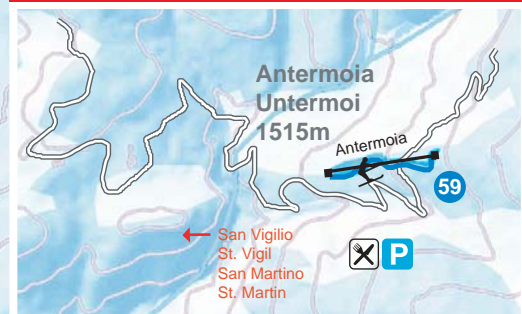 Antermoia
Untermoi
1515m
Antermoia
59
San Vigilio
St. Vigil
San Martino
St. Martin
P